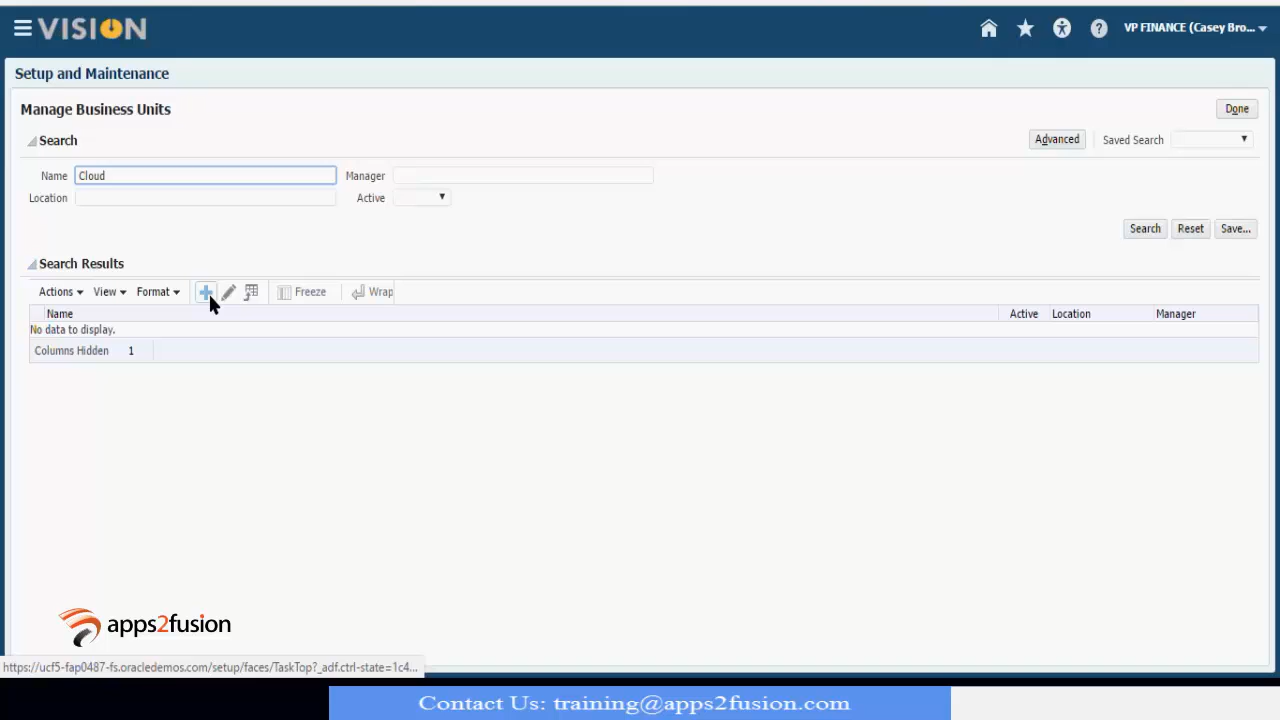 VISION
VP FINANCE (Casey Bro...
Setup and Maintenance
Manage Business Units
Done
Search
Advanced
Saved Search
Name
Cloud
Manager
Location
Active
Search
Reset
Save...
Search Results
Actions
View
Format
Freeze
Wrap
Name
Active
Location
Manager
No data to display.
Columns Hidden 1
apps2fusion
https://ucf5-fap0487-fs.oracledemos.com/setup/faces/TaskTop?_adf.ctrl-state=1c4...
Contact Us: training@apps2fusion.com